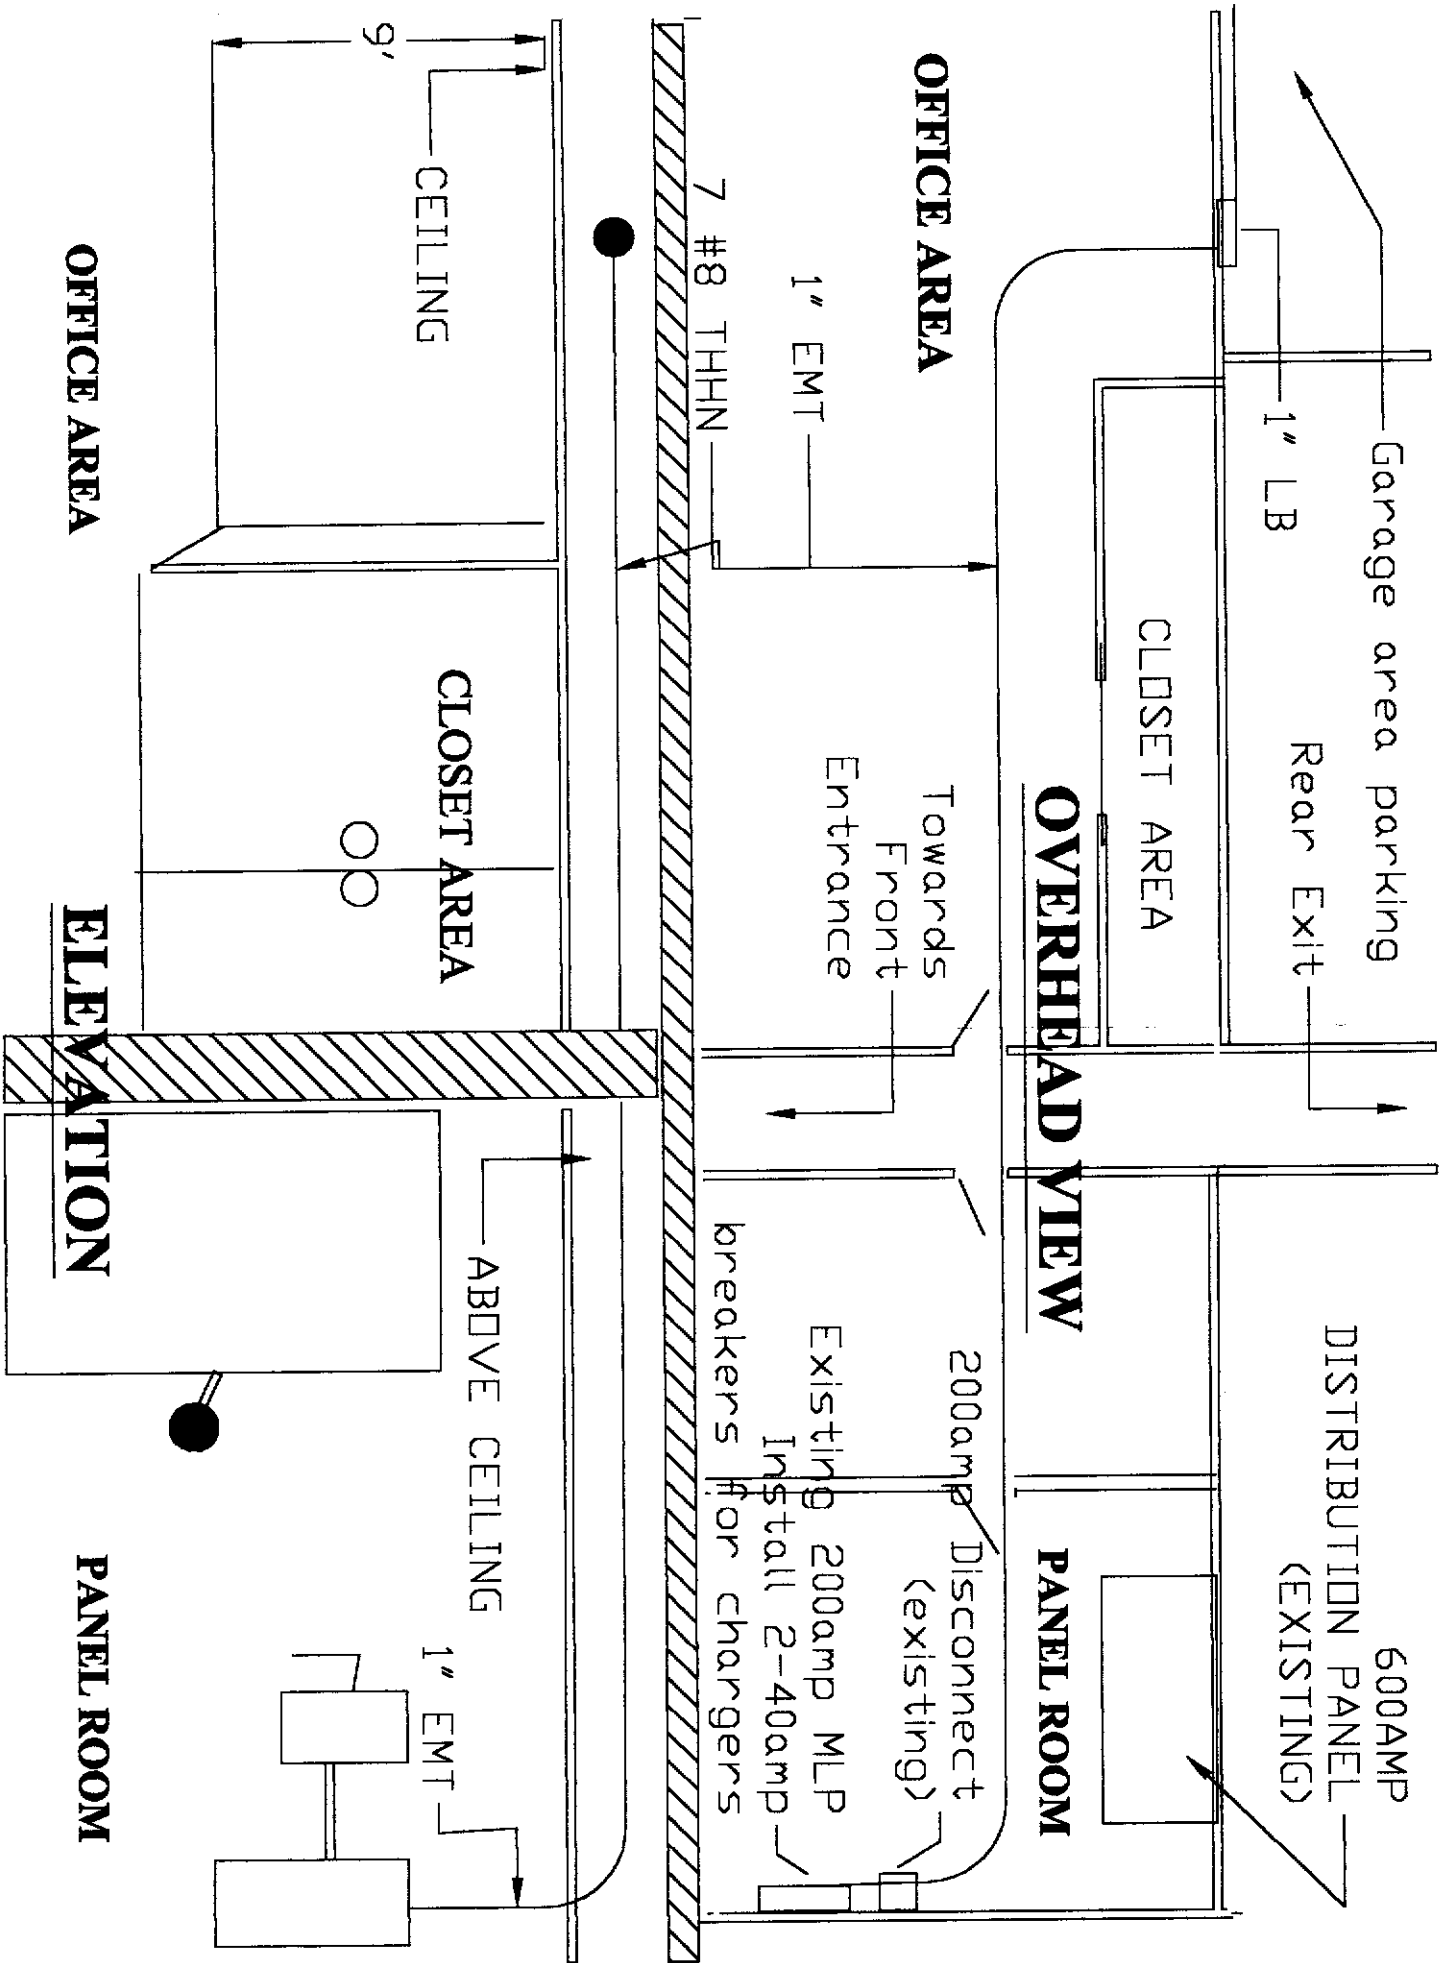 Garage area parking
1" LB
Rear Exit
600AMP
DISTRIBUTION PANEL
(EXISTING)
CLOSET AREA
OVERHEAD VIEW
PANEL ROOM
OFFICE AREA
Towards
Front
Entrance
200amp Disconnect
(existing)
1" EMT
Existing 200amp MLP
Install 2-40amp
breakers for chargers
7 #8 THHN
9'
CEILING
CLOSET AREA
ABOVE CEILING
1" EMT
OFFICE AREA
ELEVATION
PANEL ROOM